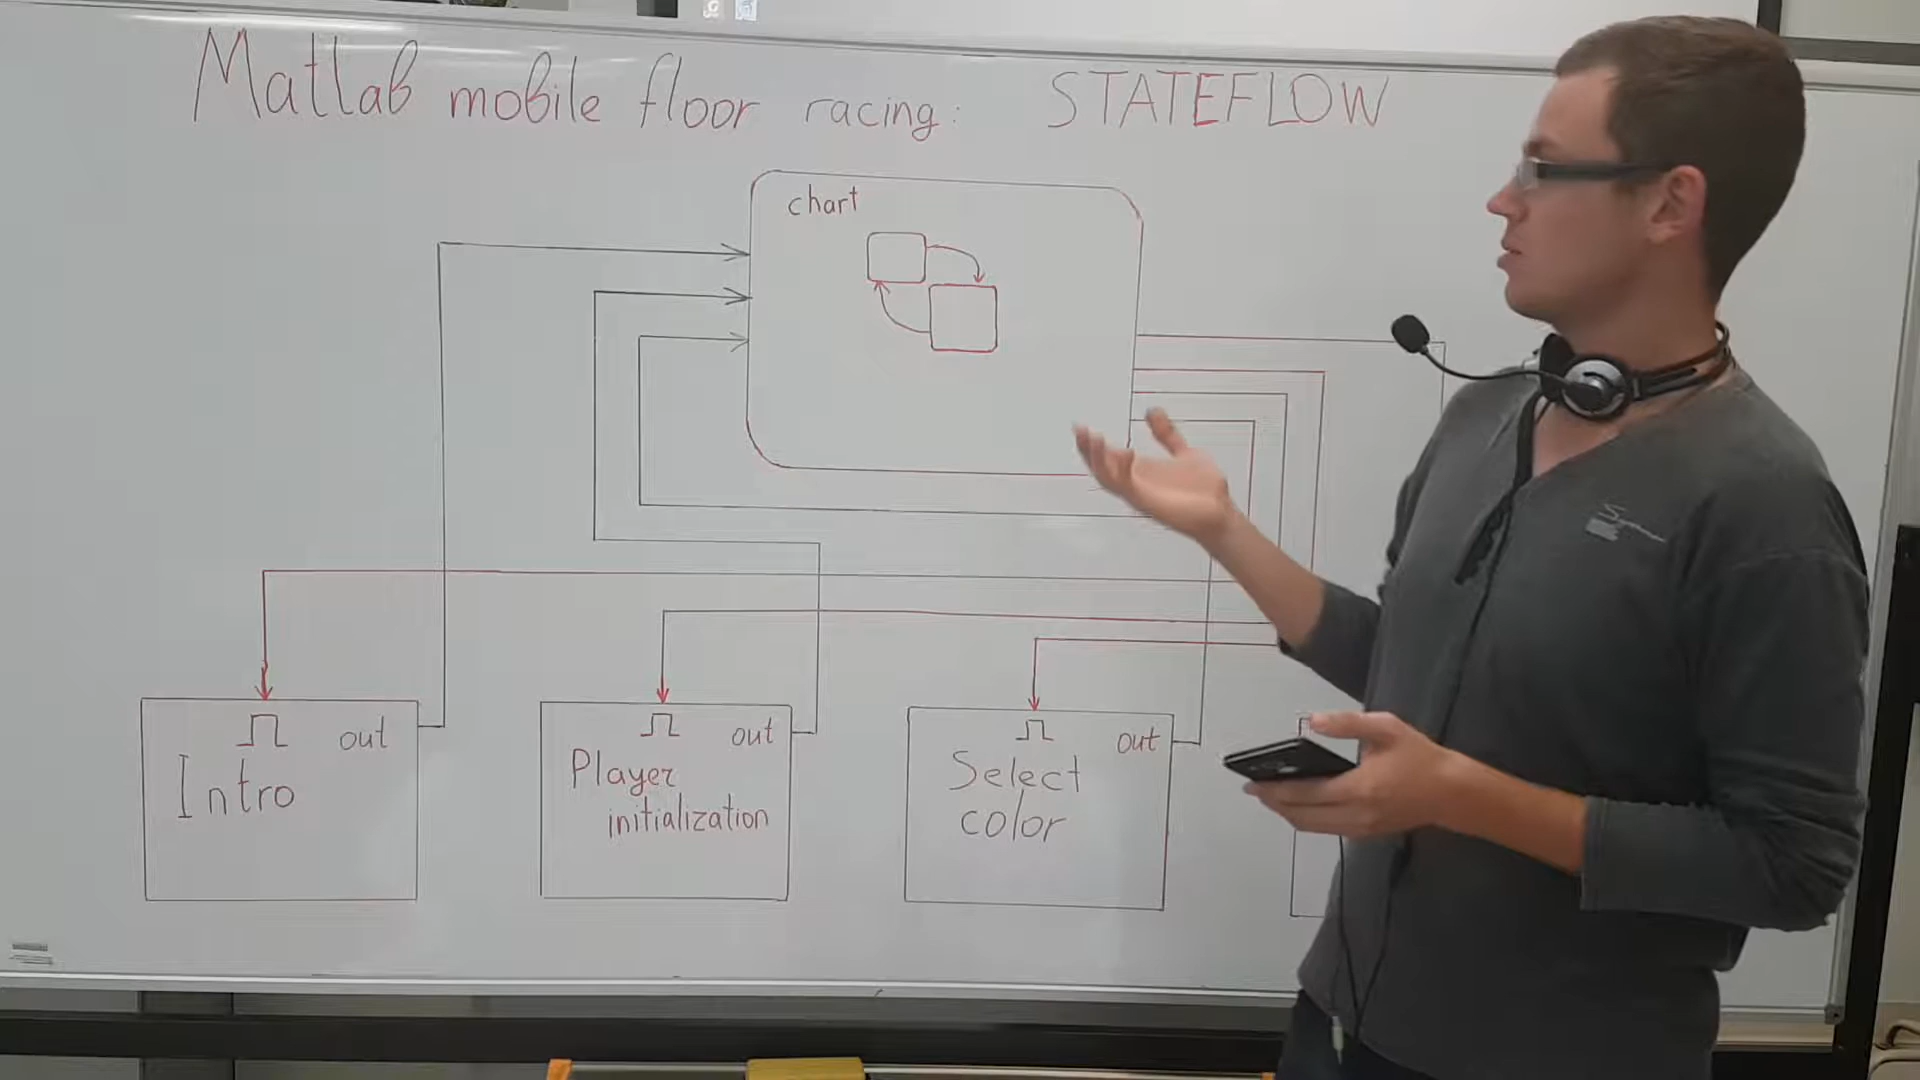 Matlab mobile floor racing: STATEFLOW
chart
out
Intro
out
Player
initialization
out
Select
color